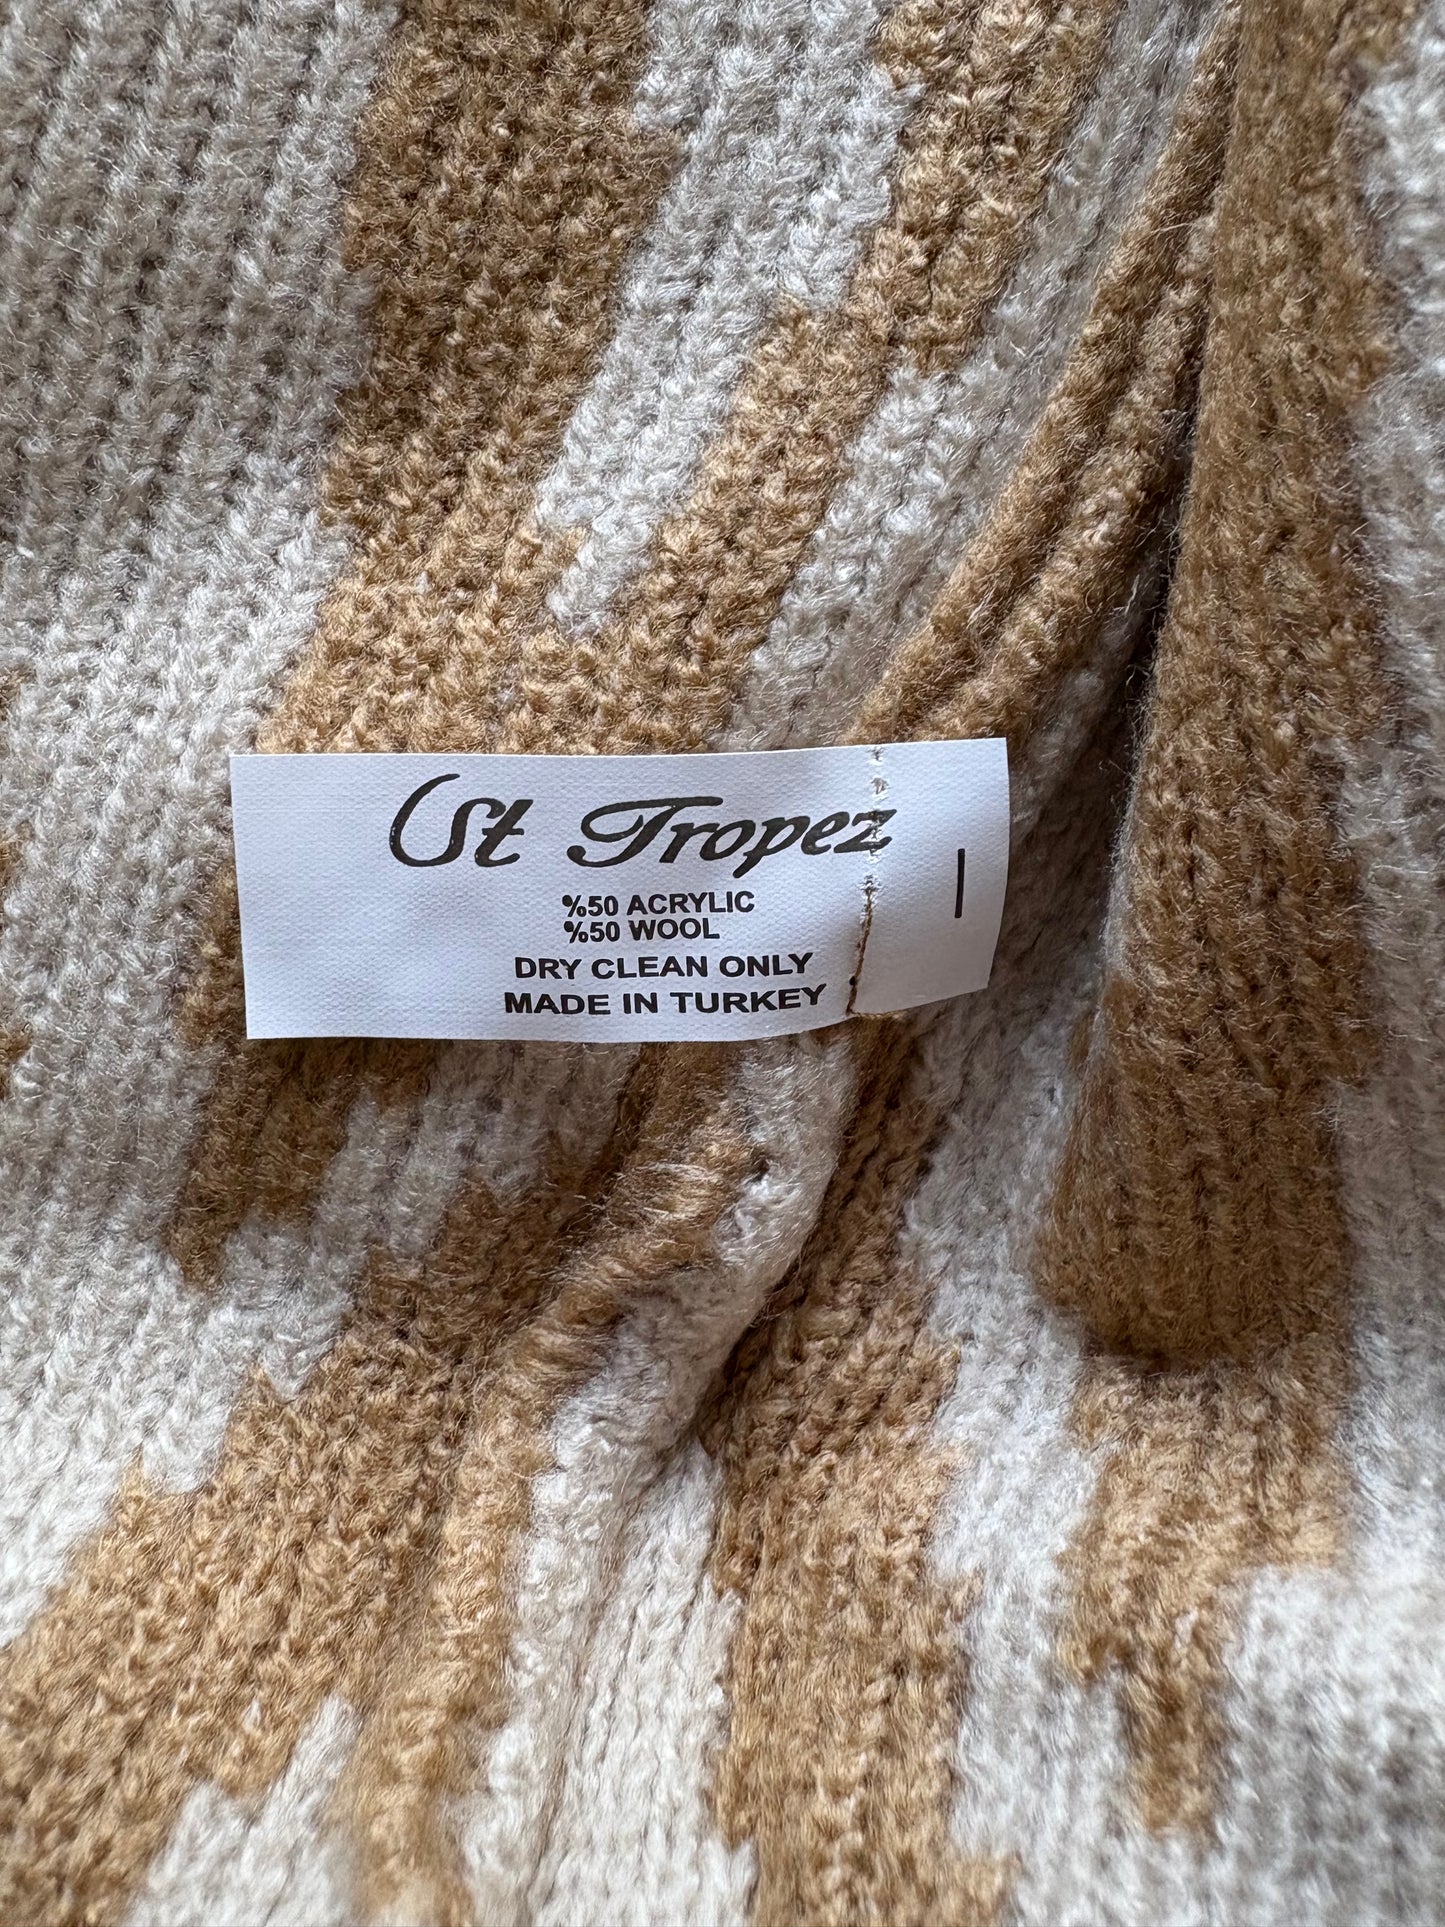 St Tropez
%50 ACRYLIC
%50 WOOL
DRY CLEAN ONLY
MADE IN TURKEY